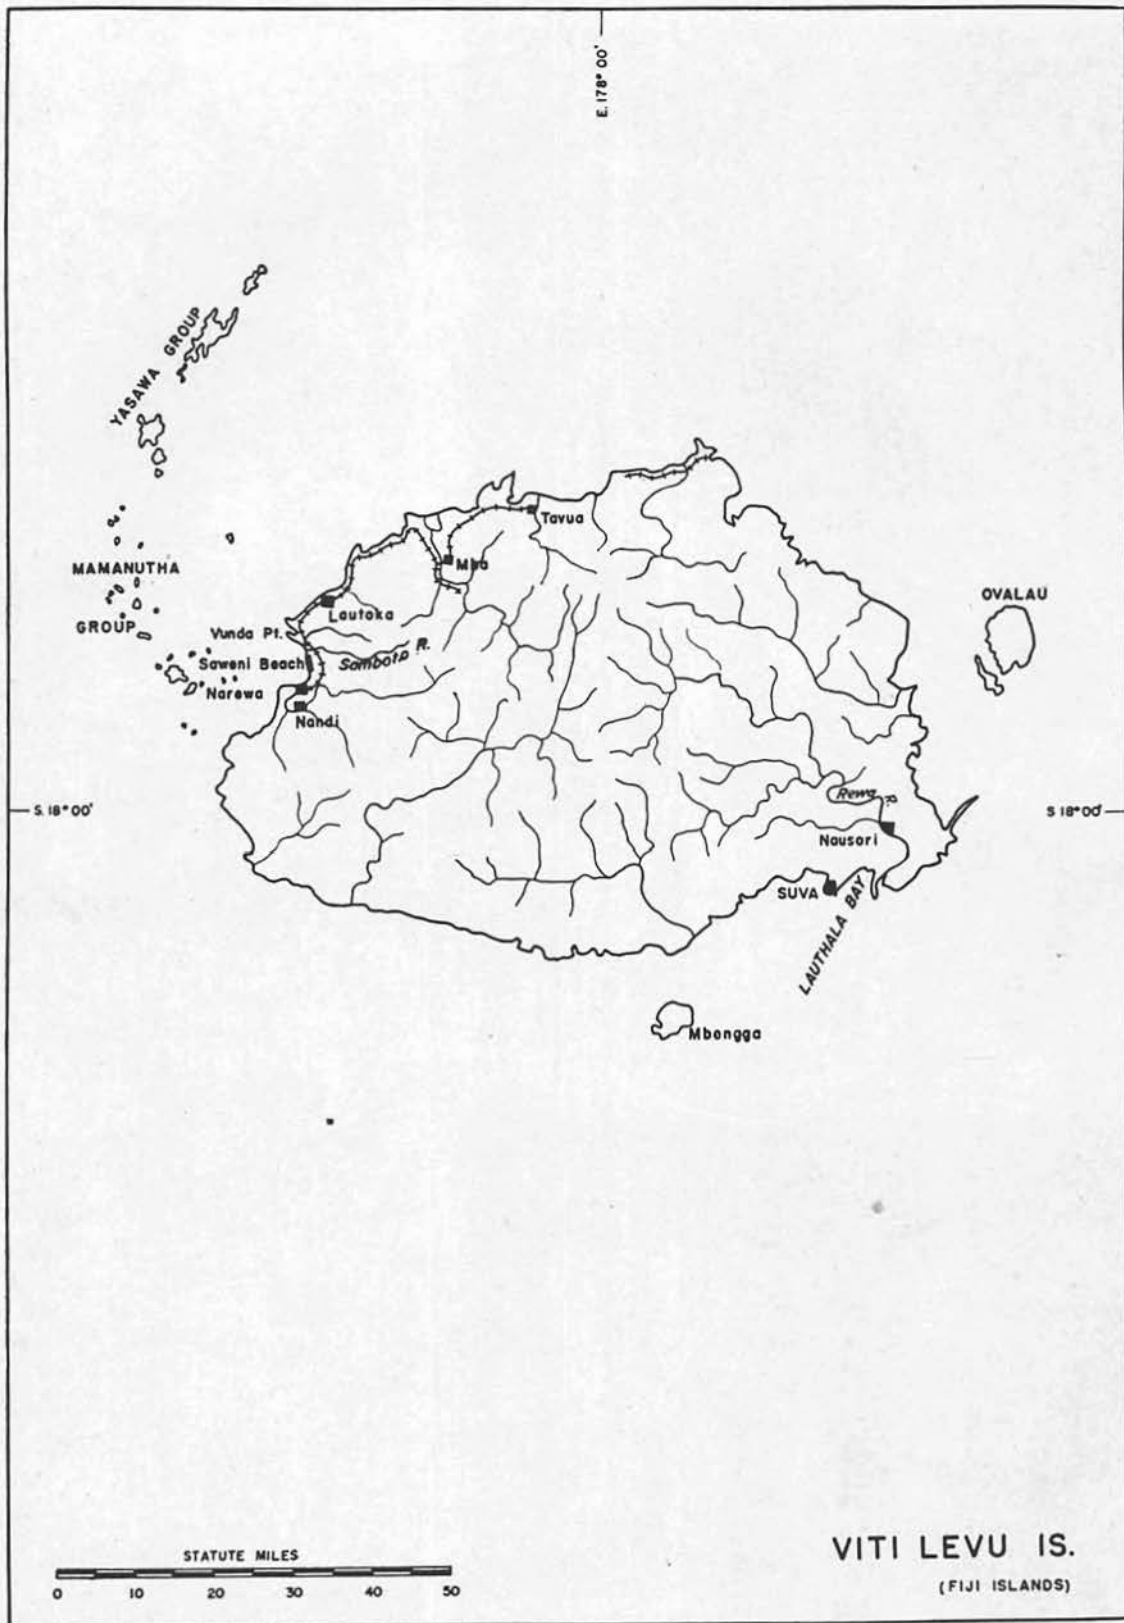 E. 178° 00'
YASAWA GROUP
Tavua
Mba
MAMANUTHA
GROUP
OVALAU
Lautoka
Vunda Pt.
Saweni Beach
Sambeto R.
Narewa
Nandi
S. 18° 00'
S 18° 00'
Rewa R.
Nausori
SUVA
LAUTHALA BAY
Mbengga
VITI LEVU IS.
(FIJI ISLANDS)
STATUTE MILES
0 10 20 30 40 50